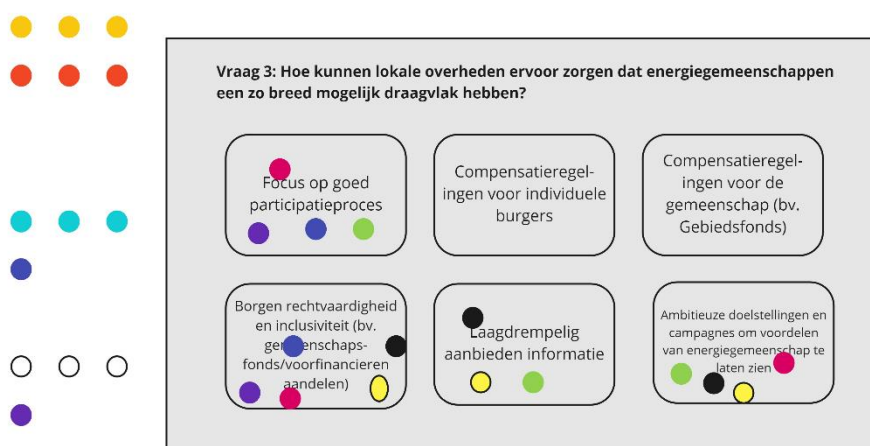 Vraag 3: Hoe kunnen lokale overheden ervoor zorgen dat energiegemeenschappen
een zo breed mogelijk draagvlak hebben?
Focus op goed
participatieproces
Compensatieregel-
ingen voor individuele
burgers
Compensatieregel-
ingen voor de
gemeenschap (bv.
Gebiedsfonds)
Borgen rechtvaardigheid
en inclusiviteit (bv.
gemeenschaps-
fonds/voorfinancieren
aandelen)
Laagdrempelig
aanbieden informatie
Ambitieuze doelstellingen en
campagnes om voordelen
van energiegemeenschap te
laten zien